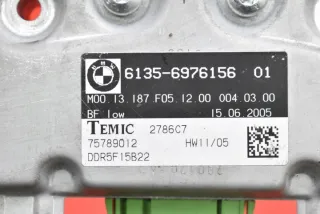 BMW
6135-6976156 01
M00.13.187 F05.12.00 004.03.00
BF low 15.06.2005
TEMIC 2786C7
75789012 HW11/05
DDR5F15B22